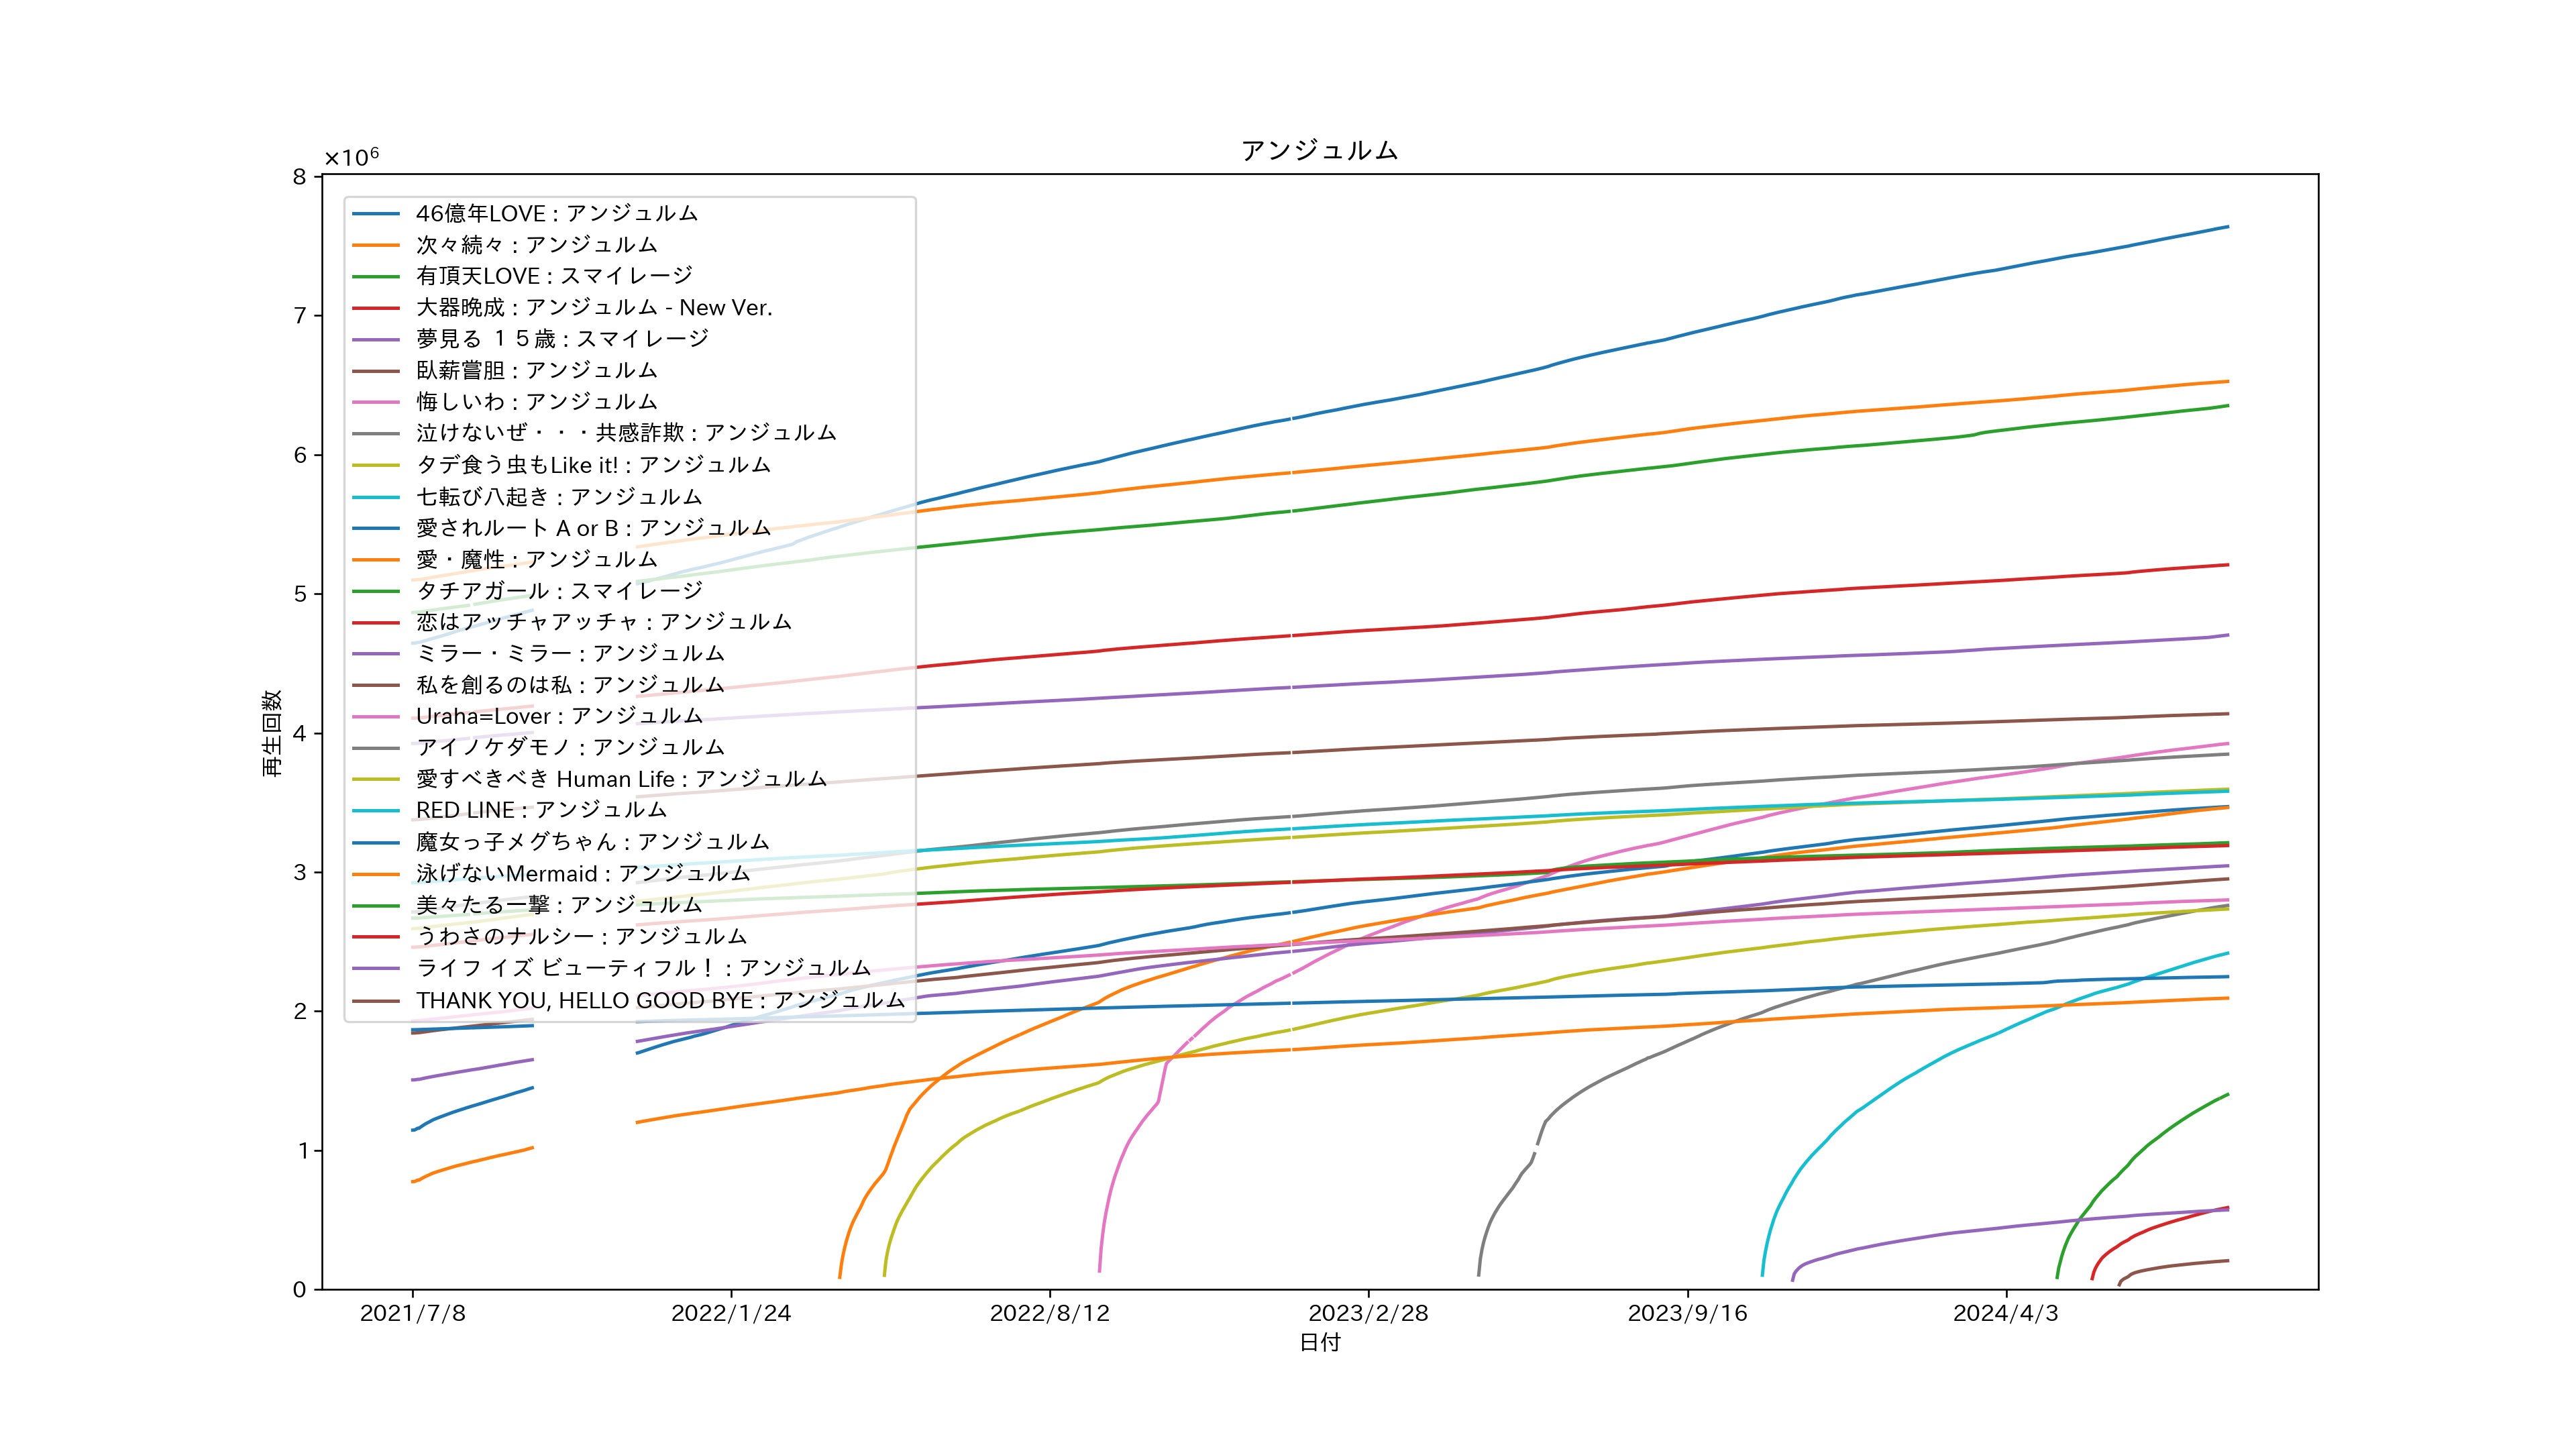 アンジュルム
×10⁶
8
7
6
5
4
3
2
1
0
再生回数
46億年LOVE : アンジュルム
次々続々 : アンジュルム
有頂天LOVE : スマイレージ
大器晩成 : アンジュルム - New Ver.
夢見る １５歳 : スマイレージ
臥薪嘗胆 : アンジュルム
悔しいわ : アンジュルム
泣けないぜ・・・共感詐欺 : アンジュルム
タデ食う虫もLike it! : アンジュルム
七転び八起き : アンジュルム
愛されルート A or B : アンジュルム
愛・魔性 : アンジュルム
タチアガール : スマイレージ
恋はアッチャアッチャ : アンジュルム
ミラー・ミラー : アンジュルム
私を創るのは私 : アンジュルム
Uraha=Lover : アンジュルム
アイノケダモノ : アンジュルム
愛すべきべき Human Life : アンジュルム
RED LINE : アンジュルム
魔女っ子メグちゃん : アンジュルム
泳げないMermaid : アンジュルム
美々たる一撃 : アンジュルム
うわさのナルシー : アンジュルム
ライフ イズ ビューティフル！ : アンジュルム
THANK YOU, HELLO GOOD BYE : アンジュルム
2021/7/8 2022/1/24 2022/8/12 2023/2/28 2023/9/16 2024/4/3
日付